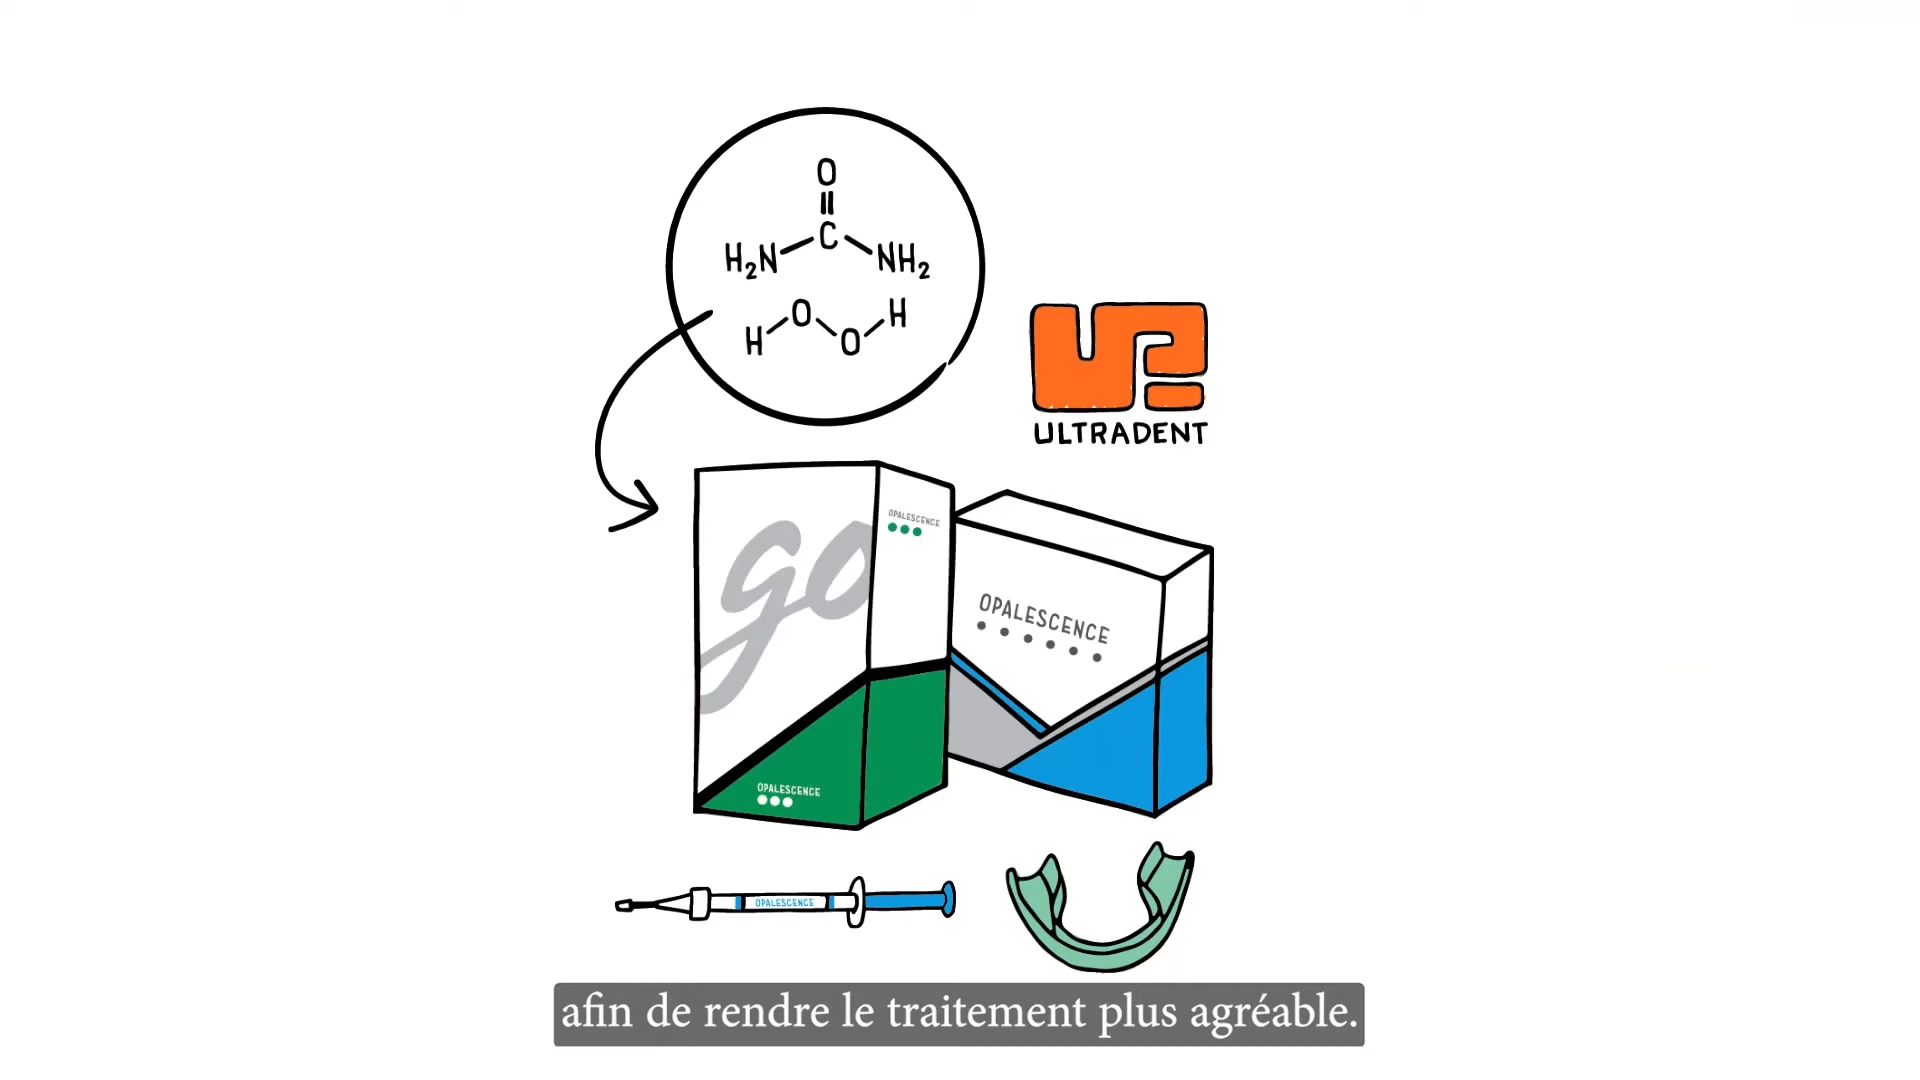 O
C
H₂N NH₂
O H
H O
ULTRADENT
go
OPALESCENCE
OPALESCENCE
OPALESCENCE
OPALESCENCE
afin de rendre le traitement plus agréable.